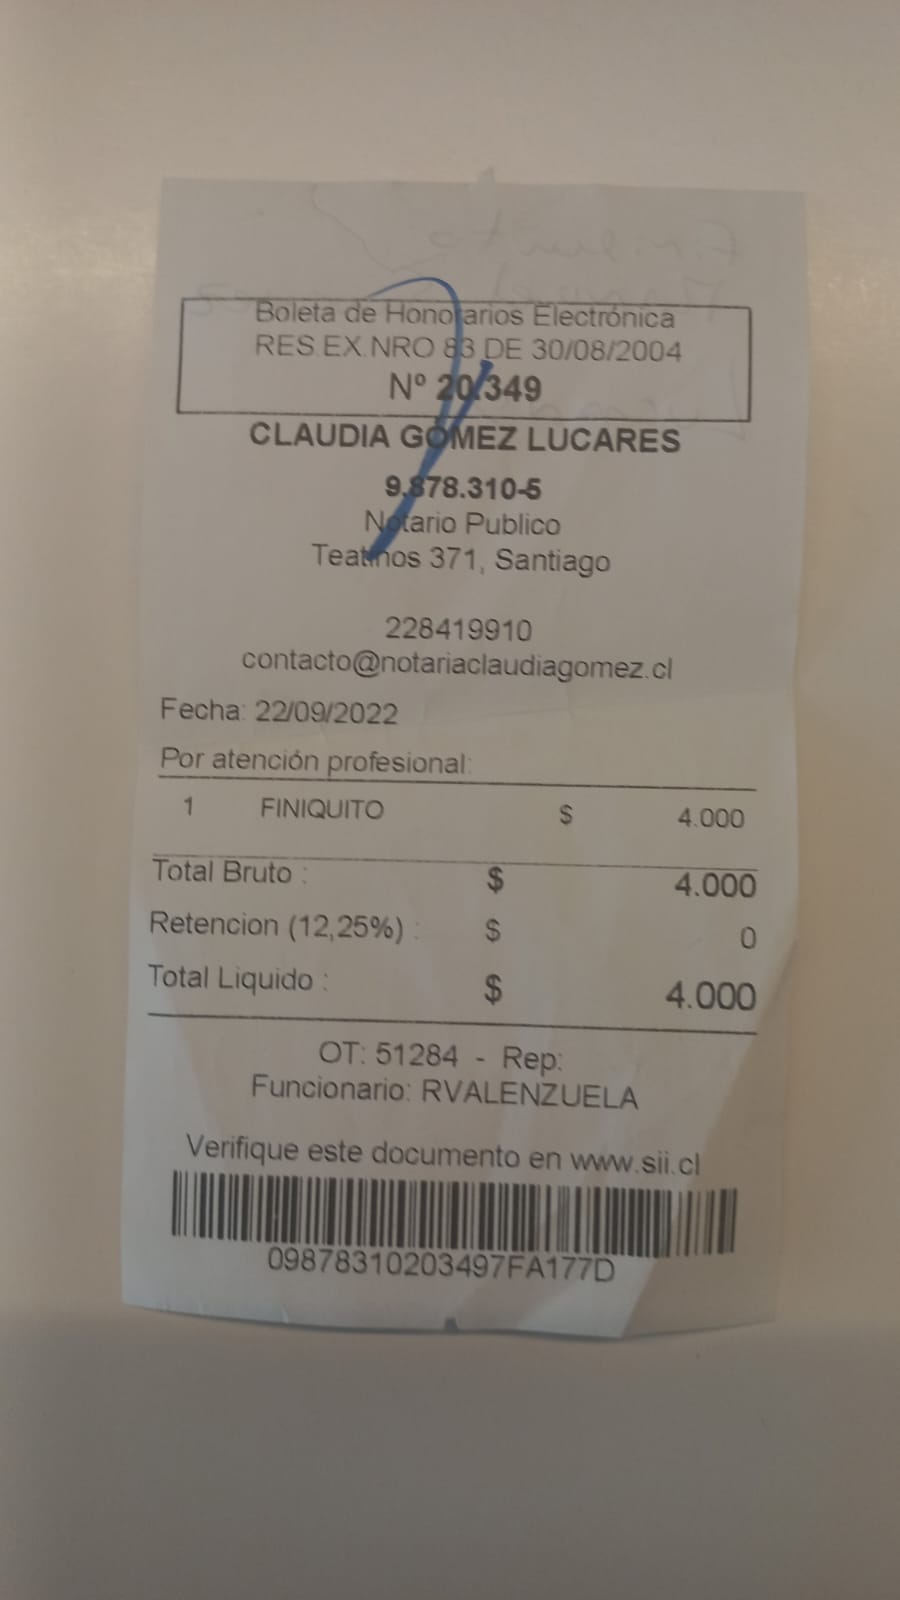 Boleta de Honorarios Electrónica
RES.EX.NRO 83 DE 30/08/2004
Nº 20.349
CLAUDIA GÓMEZ LUCARES
9.878.310-5
Notario Publico
Teatinos 371, Santiago
228419910
contacto@notariaclaudiagomez.cl
Fecha: 22/09/2022
Por atención profesional:
1 FINIQUITO $ 4.000
Total Bruto : $ 4.000
Retencion (12,25%) : $ 0
Total Liquido : $ 4.000
OT: 51284 - Rep:
Funcionario: RVALENZUELA
Verifique este documento en www.sii.cl
09878310203497FA177D